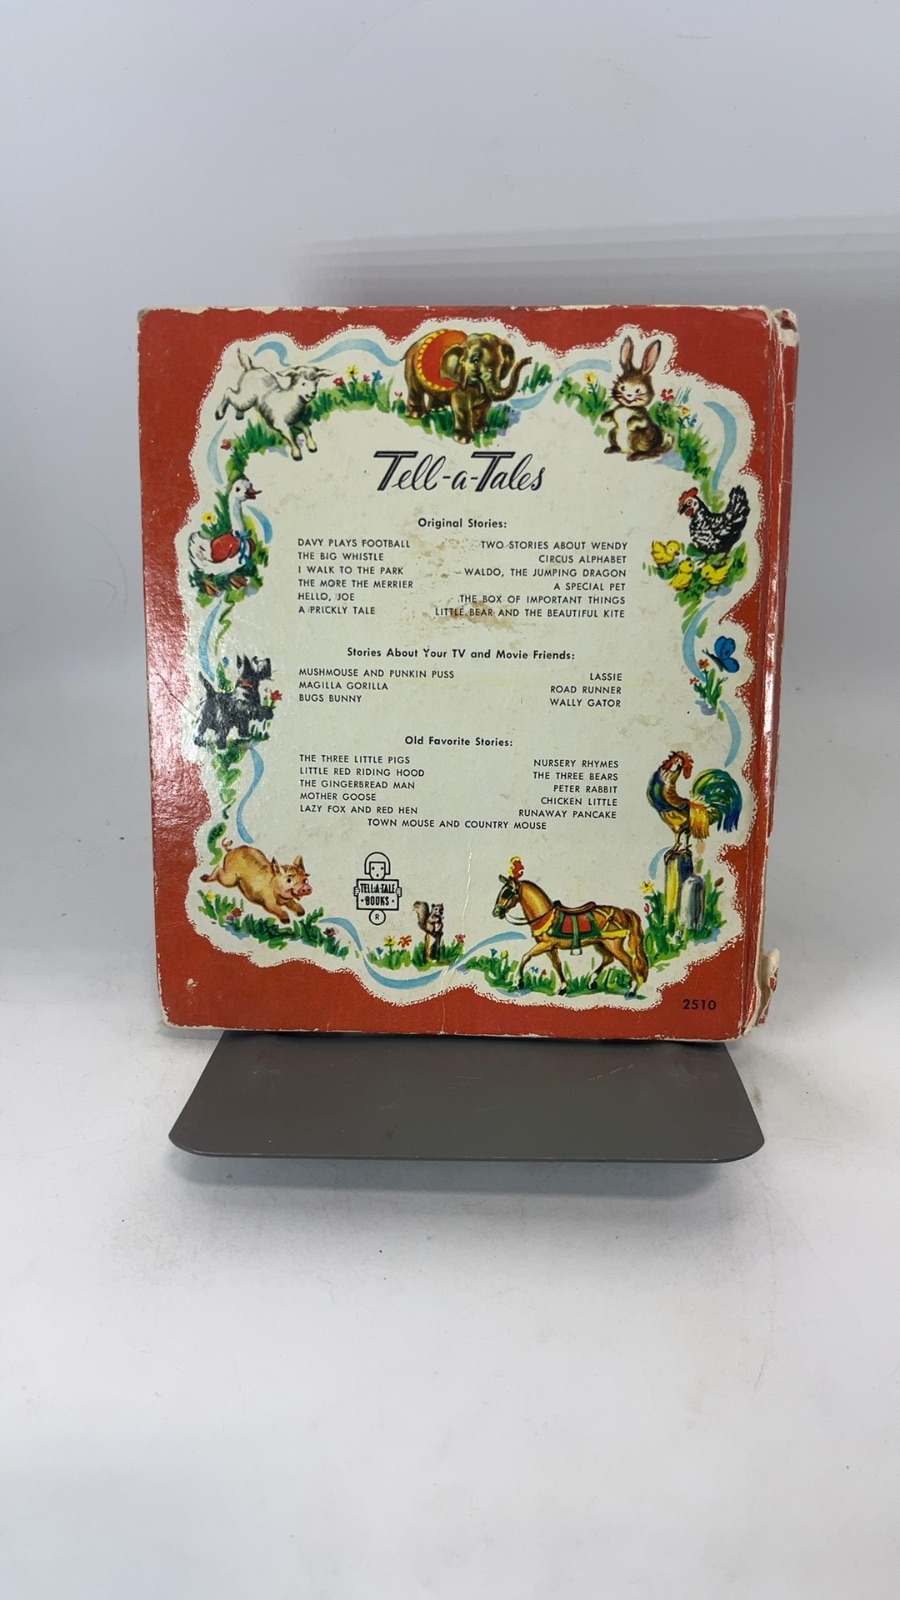 Tell-a-Tales
Original Stories:
DAVY PLAYS FOOTBALL TWO STORIES ABOUT WENDY
THE BIG WHISTLE CIRCUS ALPHABET
I WALK TO THE PARK WALDO, THE JUMPING DRAGON
THE MORE THE MERRIER A SPECIAL PET
HELLO, JOE THE BOX OF IMPORTANT THINGS
A PRICKLY TALE LITTLE BEAR AND THE BEAUTIFUL KITE
Stories About Your TV and Movie Friends:
MUSHMOUSE AND PUNKIN PUSS LASSIE
MAGILLA GORILLA ROAD RUNNER
BUGS BUNNY WALLY GATOR
Old Favorite Stories:
THE THREE LITTLE PIGS NURSERY RHYMES
LITTLE RED RIDING HOOD THE THREE BEARS
THE GINGERBREAD MAN PETER RABBIT
MOTHER GOOSE CHICKEN LITTLE
LAZY FOX AND RED HEN RUNAWAY PANCAKE
TOWN MOUSE AND COUNTRY MOUSE
TELL-A-TALE
BOOKS
R
2510